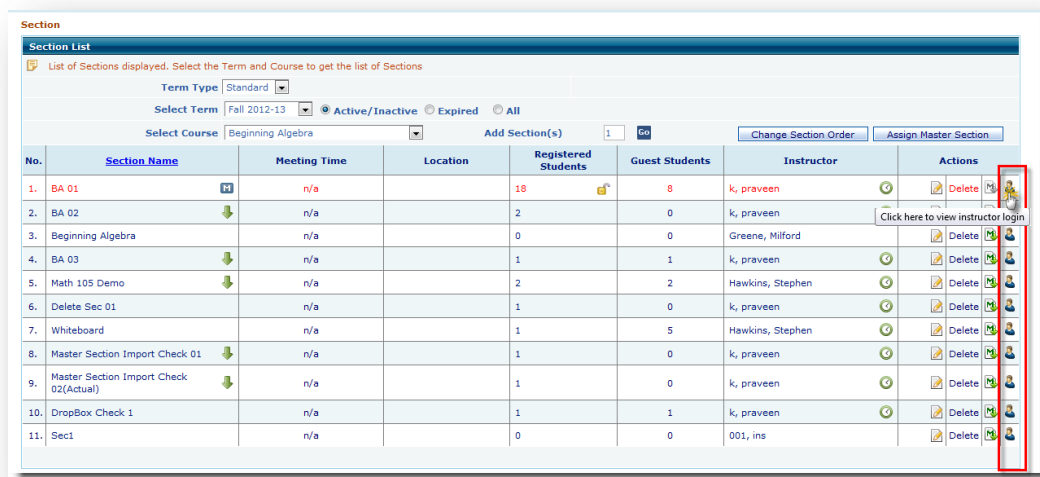 Section
Section List
List of Sections displayed. Select the Term and Course to get the list of Sections
Term Type Standard
Select Term Fall 2012-13 Active/Inactive Expired All
Select Course Beginning Algebra Add Section(s) 1 Go Change Section Order Assign Master Section
No. Section Name Meeting Time Location Registered Students Guest Students Instructor Actions
1. BA 01 M n/a 18 8 k, praveen Delete M
2. BA 02 n/a 2 0 k, praveen
Click here to view instructor login
3. Beginning Algebra n/a 0 0 Greene, Milford Delete M
4. BA 03 n/a 1 1 k, praveen Delete M
5. Math 105 Demo n/a 2 2 Hawkins, Stephen Delete M
6. Delete Sec 01 n/a 1 0 k, praveen Delete M
7. Whiteboard n/a 1 5 Hawkins, Stephen Delete M
8. Master Section Import Check 01 n/a 1 0 k, praveen Delete M
9. Master Section Import Check 02(Actual) n/a 1 0 k, praveen Delete M
10. DropBox Check 1 n/a 1 1 k, praveen Delete M
11. Sec1 n/a 0 0 001, ins Delete M